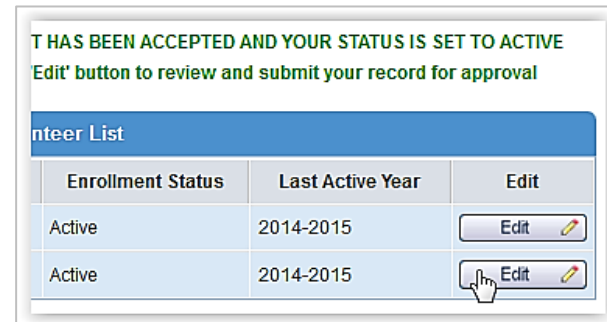 T HAS BEEN ACCEPTED AND YOUR STATUS IS SET TO ACTIVE
'Edit' button to review and submit your record for approval
nteer List
Enrollment Status Last Active Year Edit
Active 2014-2015 Edit
Active 2014-2015 Edit